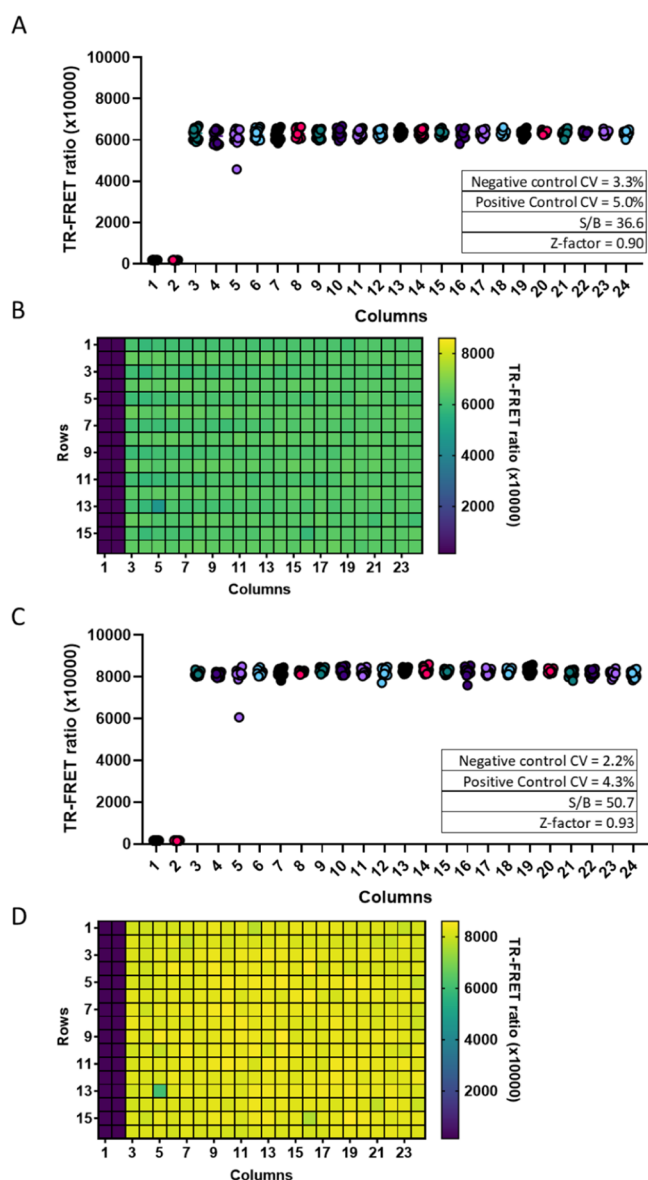 A
TR-FRET ratio (x10000)
10000
8000
6000
4000
2000
0
Negative control CV = 3.3%
Positive Control CV = 5.0%
S/B = 36.6
Z-factor = 0.90
1 2 3 4 5 6 7 8 9 10 11 12 13 14 15 16 17 18 19 20 21 22 23 24
Columns
B
Rows
1
3
5
7
9
11
13
15
1 3 5 7 9 11 13 15 17 19 21 23
Columns
8000
6000
4000
2000
TR-FRET ratio (x10000)
C
TR-FRET ratio (x10000)
10000
8000
6000
4000
2000
0
Negative control CV = 2.2%
Positive Control CV = 4.3%
S/B = 50.7
Z-factor = 0.93
1 2 3 4 5 6 7 8 9 10 11 12 13 14 15 16 17 18 19 20 21 22 23 24
Columns
D
Rows
1
3
5
7
9
11
13
15
1 3 5 7 9 11 13 15 17 19 21 23
Columns
8000
6000
4000
2000
TR-FRET ratio (x10000)